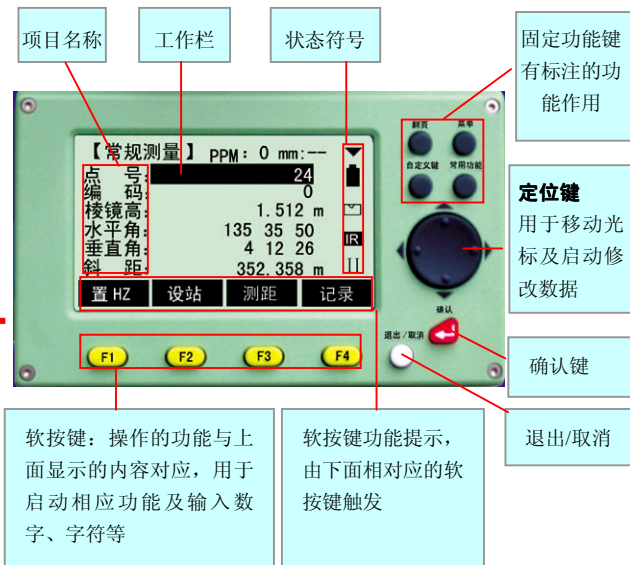 项目名称
工作栏
状态符号
固定功能键
有标注的功
能作用
翻页 菜单
自定义键 常用功能
【常规测量】 PPM: 0 mm:--
点 号: 24
编 码: 0
棱镜高: 1.512 m
水平角: 135 35 50
垂直角: 4 12 26
斜 距: 352.358 m
IR
II
置 HZ 设站 测距 记录
定位键
用于移动光
标及启动修
改数据
确认
退出/取消
F1 F2 F3 F4
确认键
退出/取消
软按键：操作的功能与上
面显示的内容对应，用于
启动相应功能及输入数
字、字符等
软按键功能提示，
由下面相对应的软
按键触发